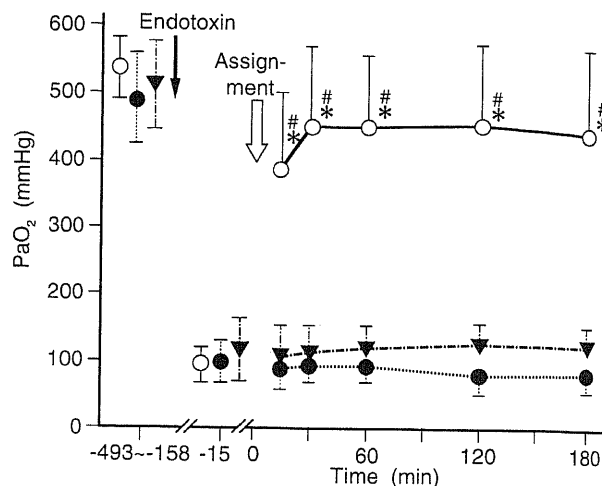 600
500
400
300
200
100
0
PaO2 (mmHg)
Endotoxin
Assign-
ment
#
*
#
*
#
*
#
*
#
*
-493~-158 -15 0 60 120 180
Time (min)